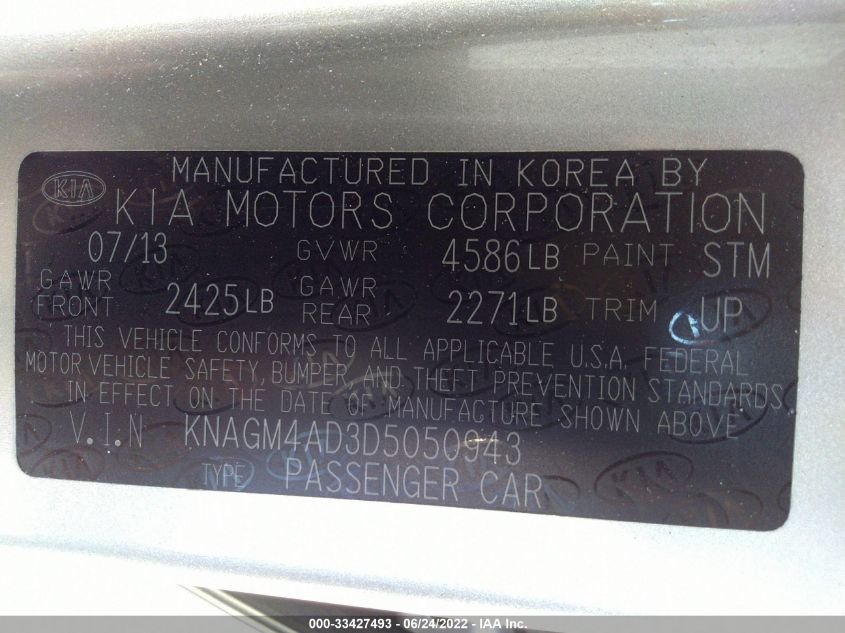 MANUFACTURED IN KOREA BY
KIA KIA MOTORS CORPORATION
07/13 GVWR 4586LB PAINT STM
GAWR FRONT 2425LB GAWR REAR 2271LB TRIM UP
THIS VEHICLE CONFORMS TO ALL APPLICABLE U.S.A. FEDERAL
MOTOR VEHICLE SAFETY, BUMPER, AND THEFT PREVENTION STANDARDS
IN EFFECT ON THE DATE OF MANUFACTURE SHOWN ABOVE
V.I.N KNAGM4AD3D5050943
TYPE PASSENGER CAR
000-33427493 - 06/24/2022 - IAA Inc.